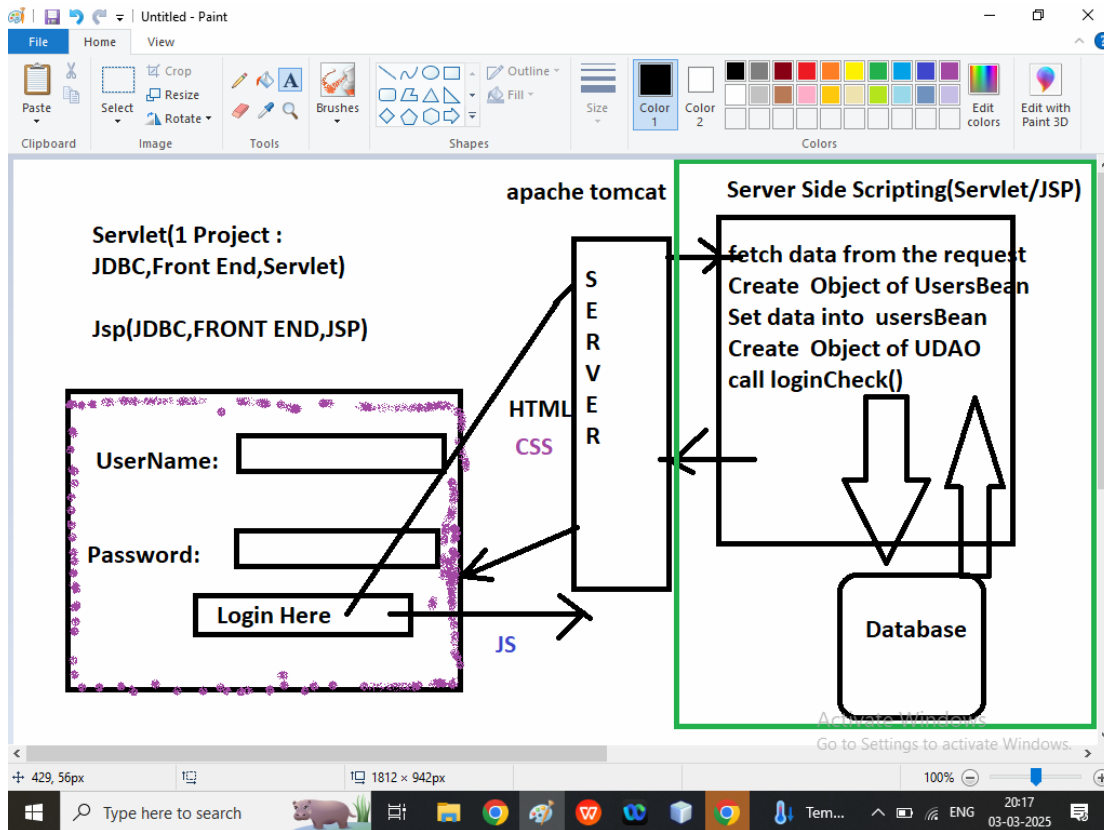 Untitled - Paint
File Home View
Paste
Select
Crop
Resize
Rotate
Brushes
Outline
Fill
Size
Color 1
Color 2
Edit colors
Edit with Paint 3D
Clipboard Image Tools Shapes Colors
apache tomcat
Server Side Scripting(Servlet/JSP)
Servlet(1 Project :
JDBC,Front End,Servlet)
Jsp(JDBC,FRONT END,JSP)
S
E
R
V
E
R
fetch data from the request
Create Object of UsersBean
Set data into usersBean
Create Object of UDAO
call loginCheck()
HTML
CSS
UserName:
Password:
Login Here
JS
Database
Activate Windows
Go to Settings to activate Windows.
429, 56px
1812 × 942px
100%
Type here to search
Tem...
ENG
20:17
03-03-2025